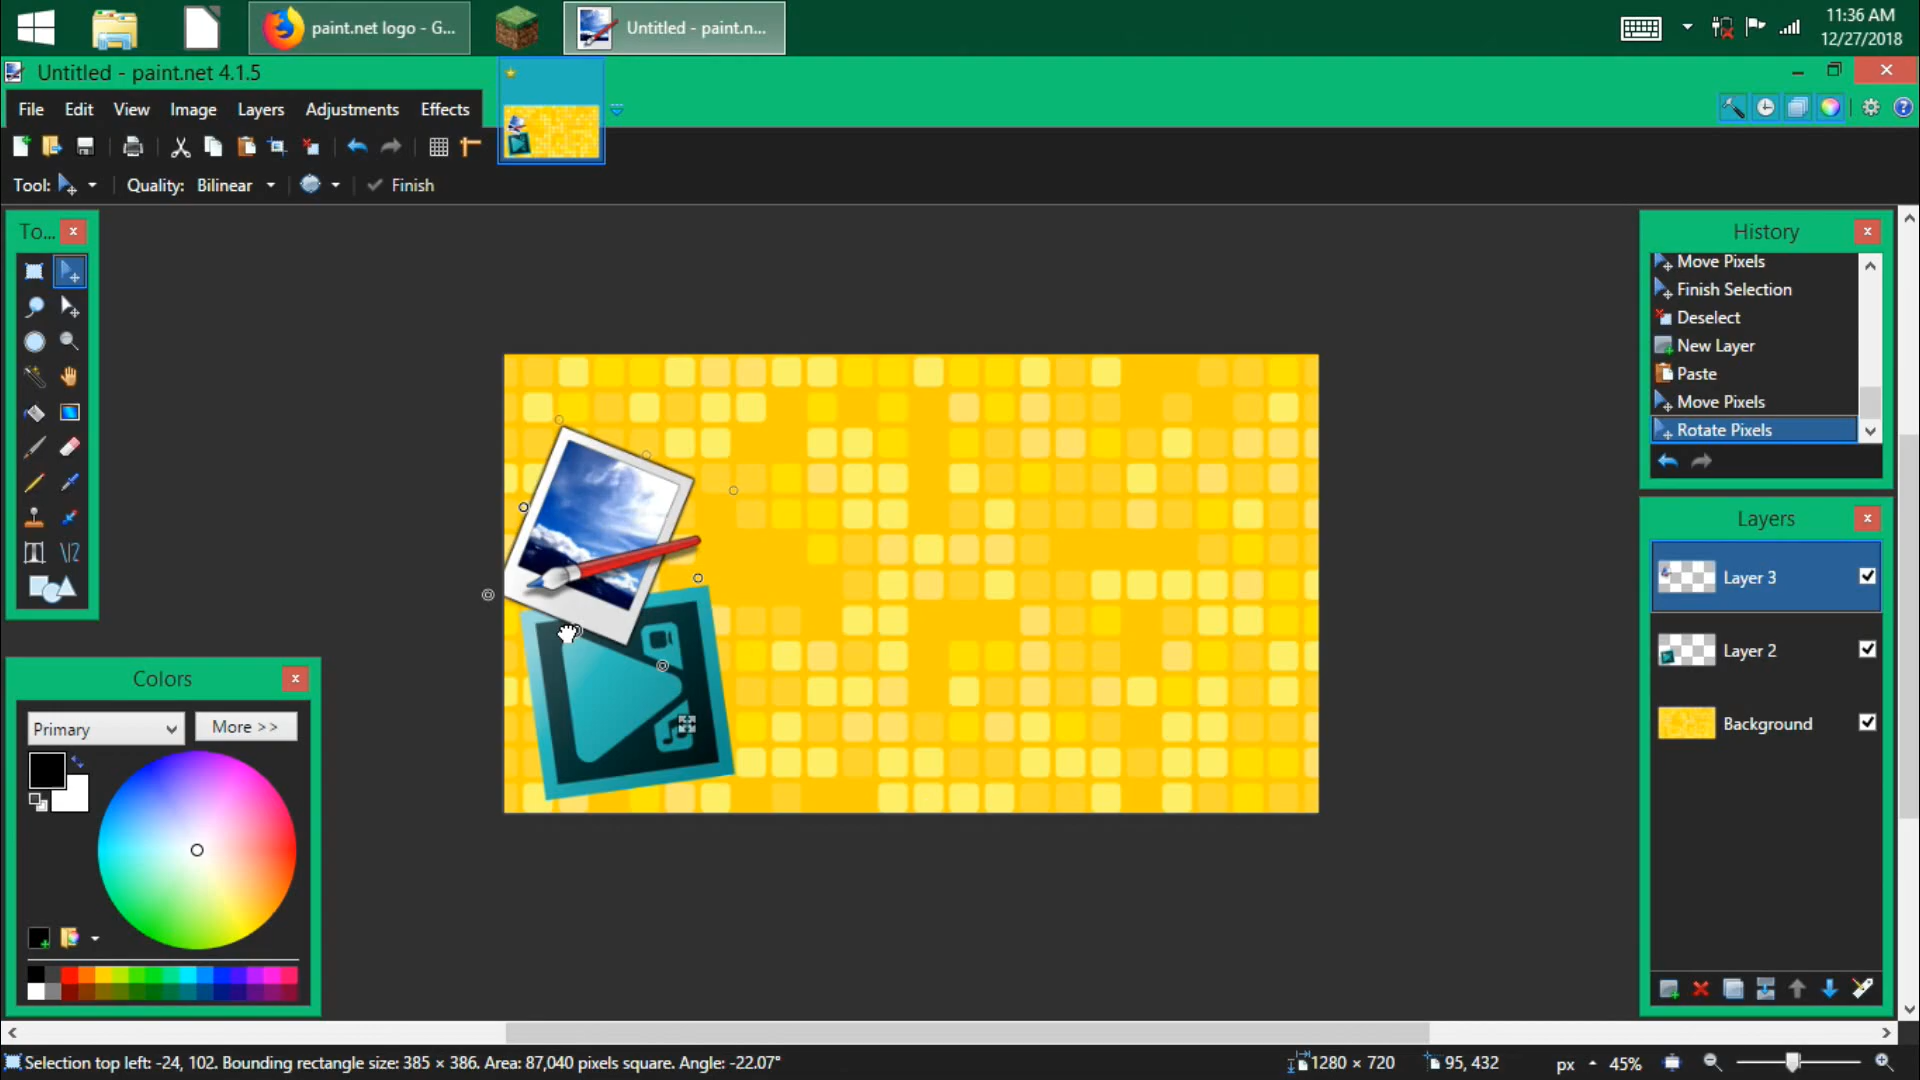 paint.net logo - G...
Untitled - paint.n...
11:36 AM
12/27/2018
Untitled - paint.net 4.1.5
File Edit View Image Layers Adjustments Effects
Tool: Quality: Bilinear Finish
To...
History
Move Pixels
Finish Selection
Deselect
New Layer
Paste
Move Pixels
Rotate Pixels
Layers
Layer 3
Layer 2
Background
Colors
Primary More >>
Selection top left: -24, 102. Bounding rectangle size: 385 × 386. Area: 87,040 pixels square. Angle: -22.07°
1280 × 720 95, 432 px 45%